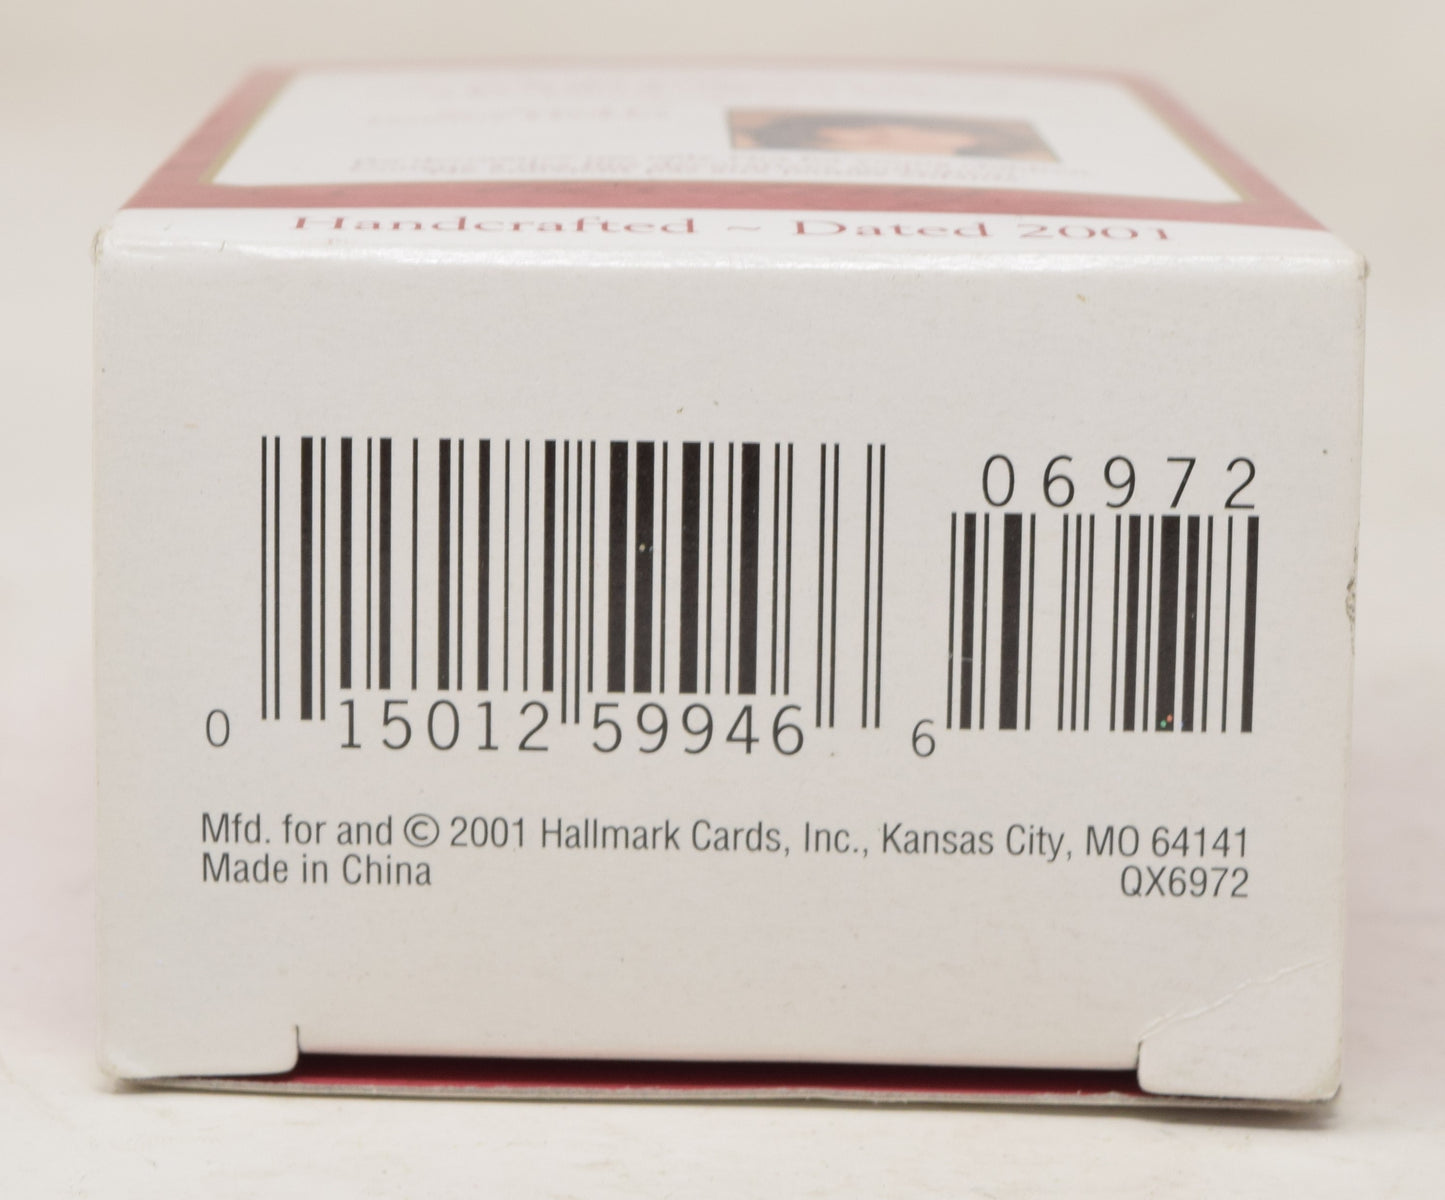 Handcrafted ~ Dated 2001
06972
0 15012 59946 6
Mfd. for and © 2001 Hallmark Cards, Inc., Kansas City, MO 64141
Made in China
QX6972